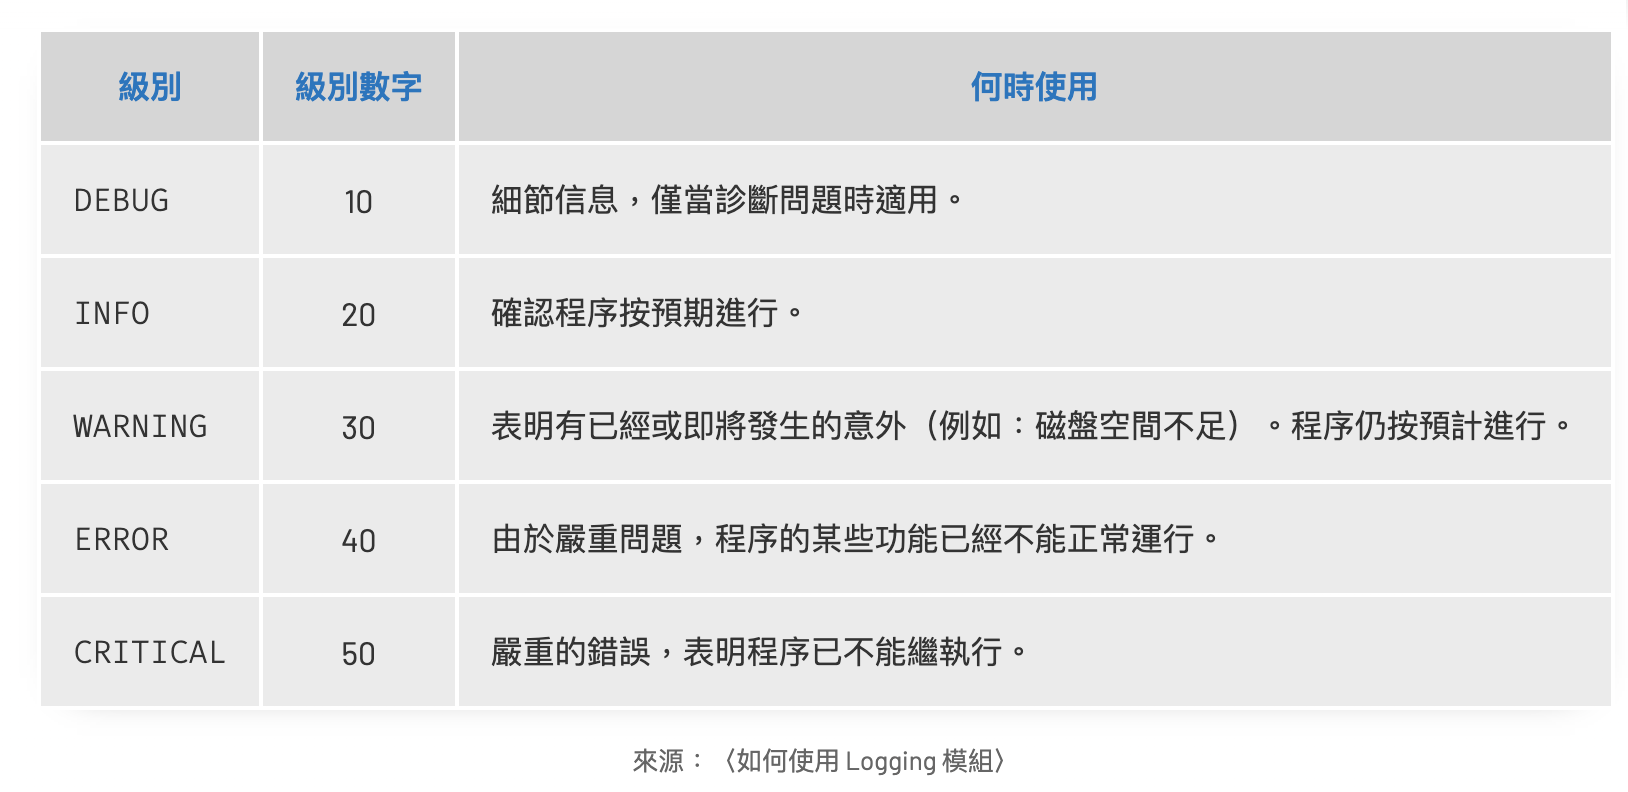 級別 級別數字 何時使用
DEBUG 10 細節信息，僅當診斷問題時適用。
INFO 20 確認程序按預期進行。
WARNING 30 表明有已經或即將發生的意外（例如：磁盤空間不足）。程序仍按預計進行。
ERROR 40 由於嚴重問題，程序的某些功能已經不能正常運行。
CRITICAL 50 嚴重的錯誤，表明程序已不能繼執行。
來源：〈如何使用 Logging 模組〉